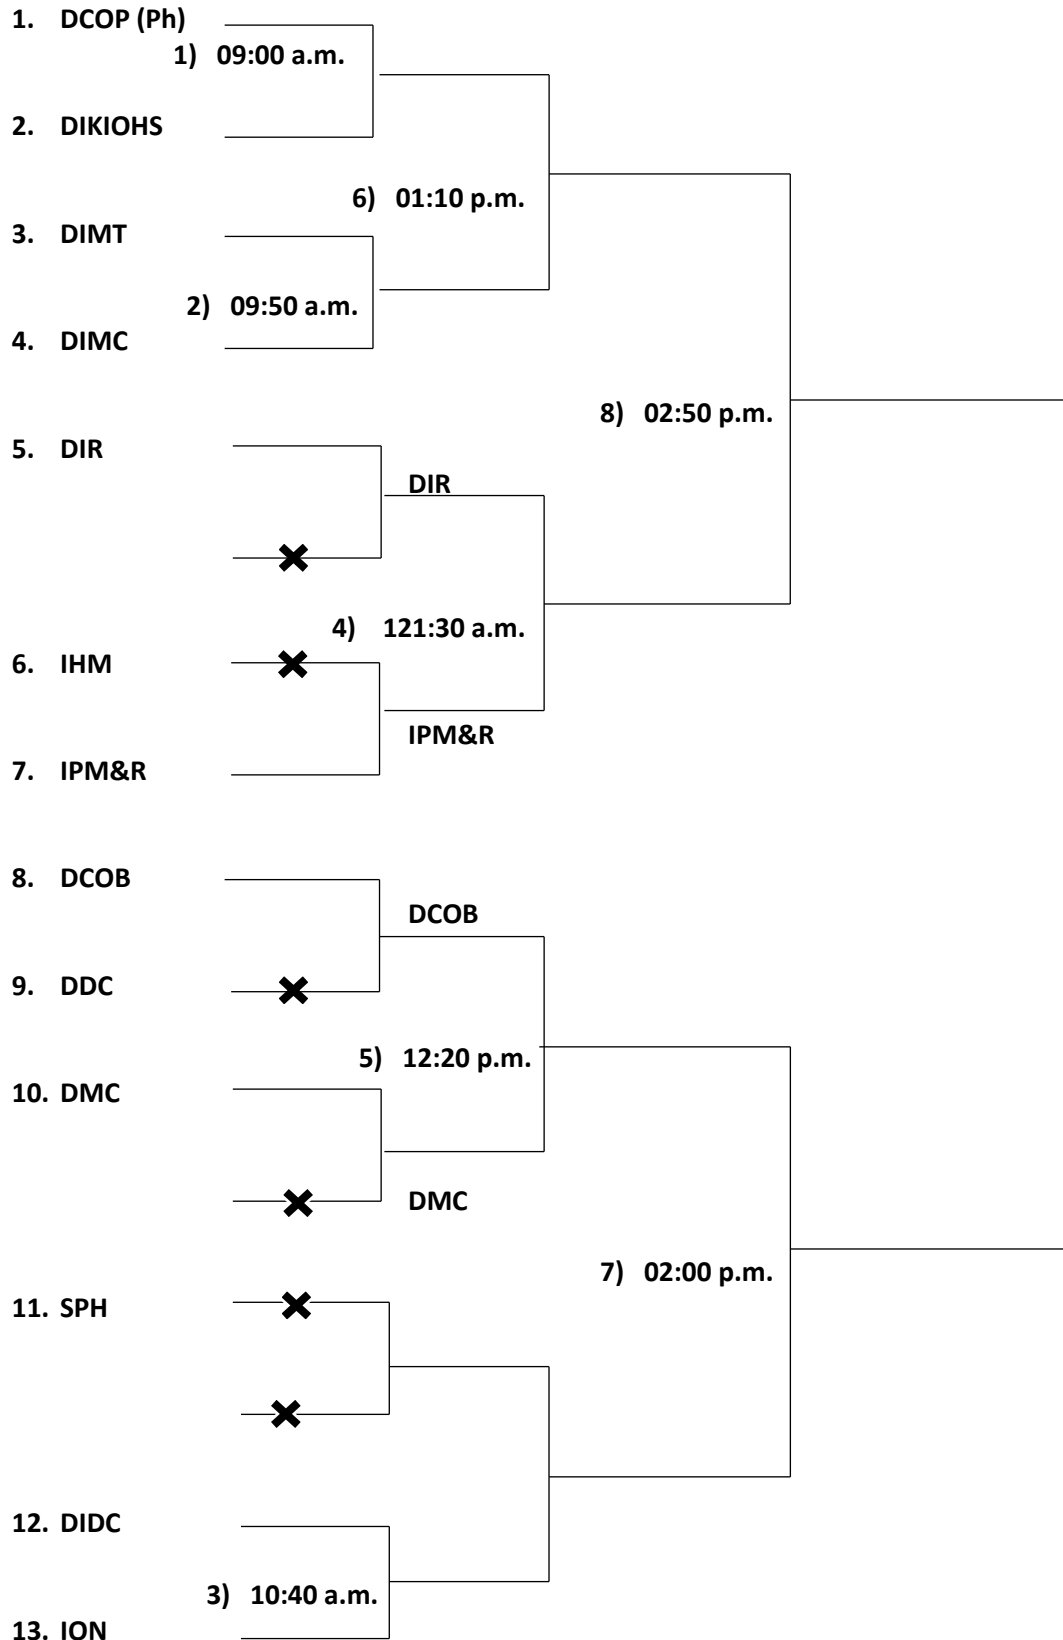 1. DCOP (Ph)
1) 09:00 a.m.
2. DIKIOHS
6) 01:10 p.m.
3. DIMT
2) 09:50 a.m.
4. DIMC
8) 02:50 p.m.
5. DIR
DIR
4) 121:30 a.m.
6. IHM
IPM&R
7. IPM&R
8. DCOB
DCOB
9. DDC
5) 12:20 p.m.
10. DMC
DMC
7) 02:00 p.m.
11. SPH
12. DIDC
3) 10:40 a.m.
13. ION